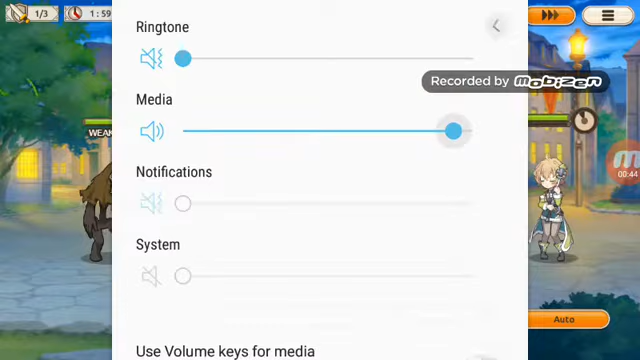 1/3
1:59
Ringtone
Recorded by mobizen
Media
WEAK
00:44
Notifications
System
Auto
Use Volume keys for media